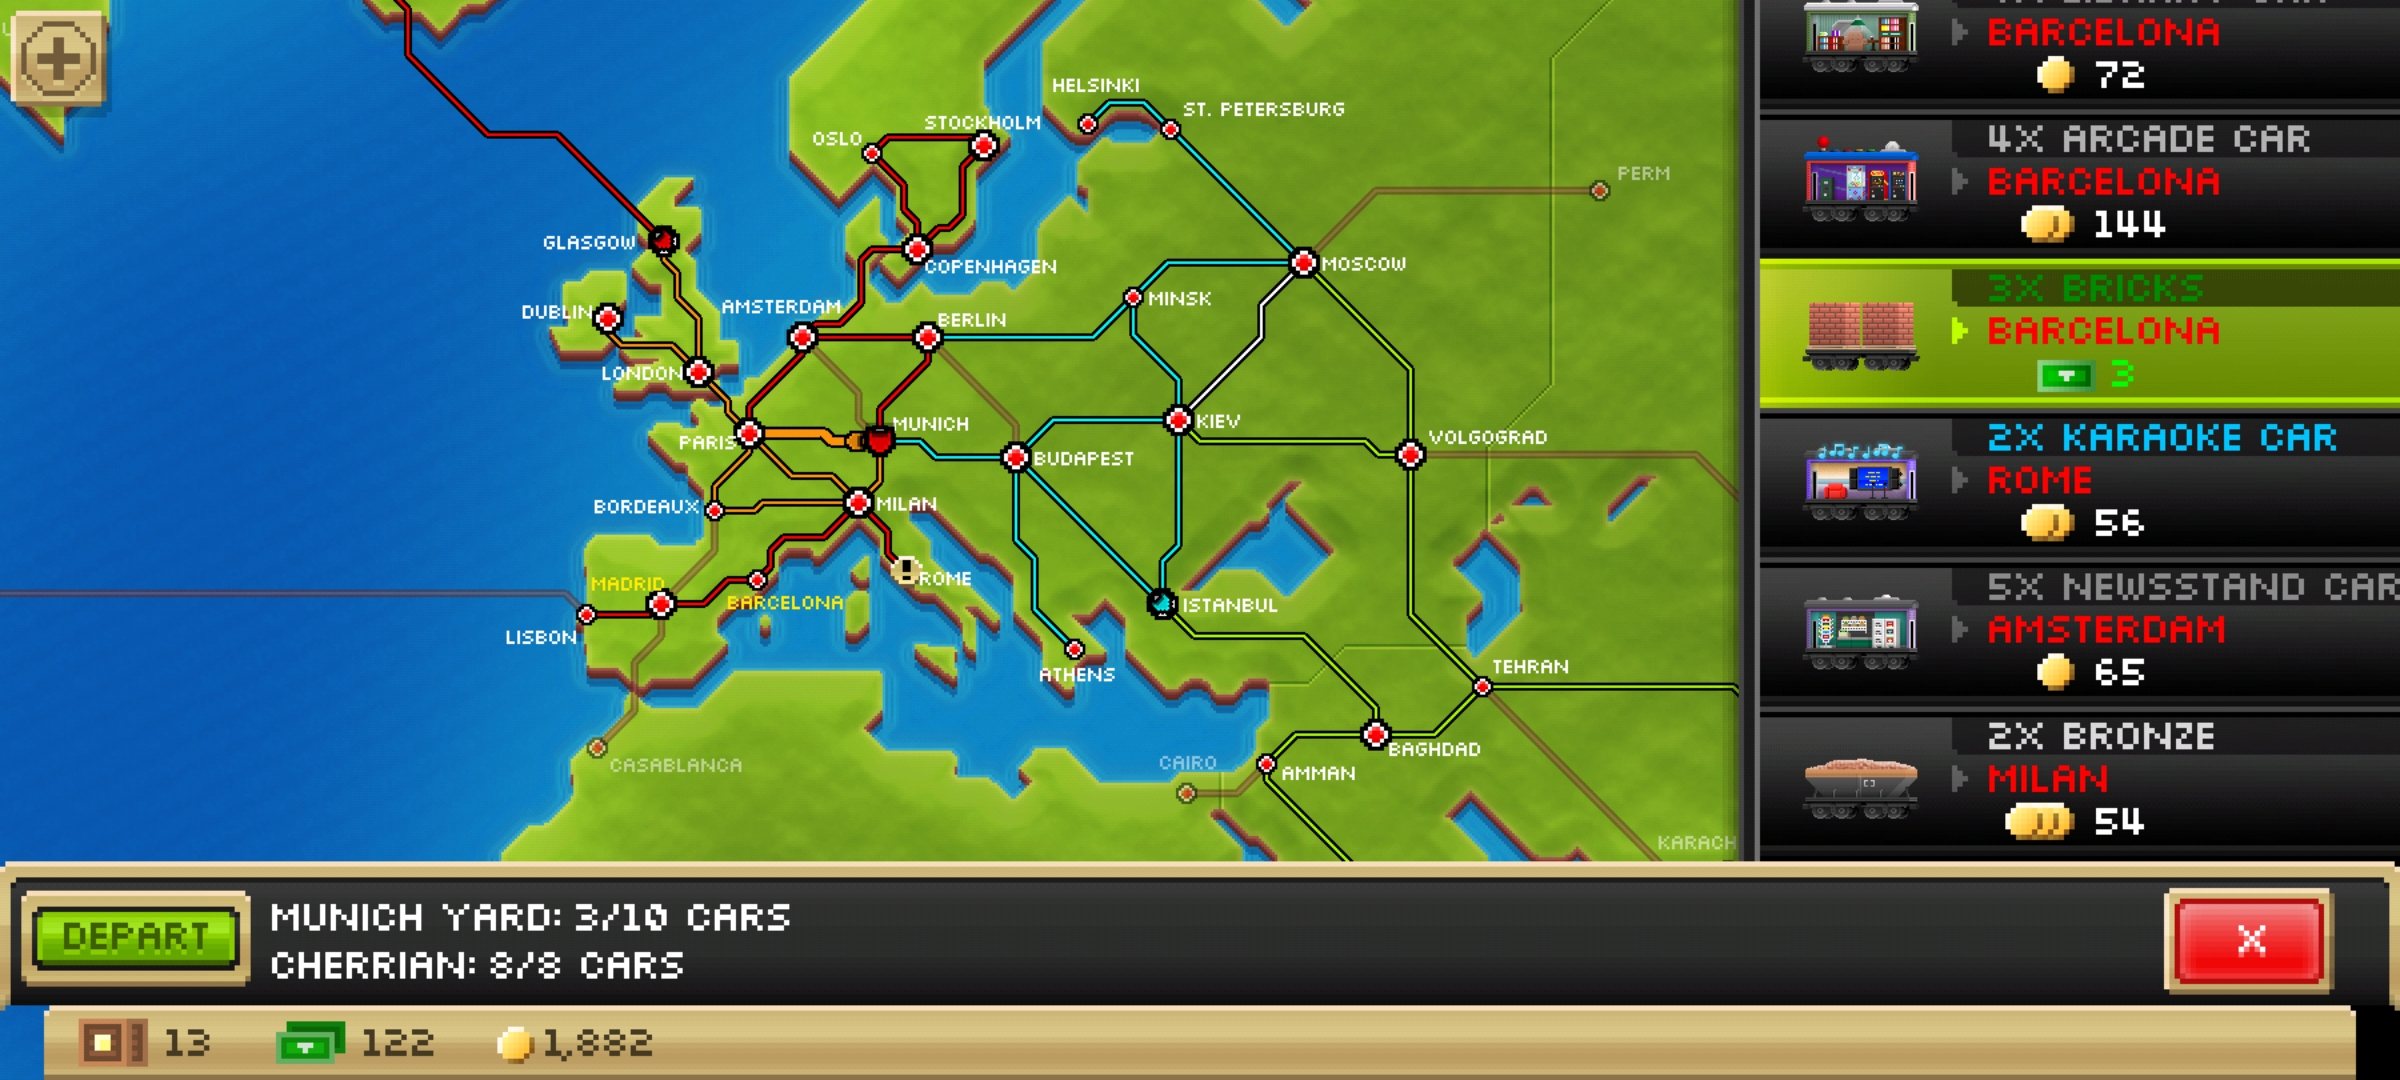 HELSINKI
ST. PETERSBURG
STOCKHOLM
OSLO
PERM
GLASGOW
COPENHAGEN
MOSCOW
MINSK
DUBLIN
AMSTERDAM
BERLIN
LONDON
MUNICH
KIEV
PARIS
BUDAPEST
VOLGOGRAD
BORDEAUX
MILAN
MADRID
ROME
BARCELONA
ISTANBUL
LISBON
ATHENS
TEHRAN
BAGHDAD
CASABLANCA
CAIRO
AMMAN
KARACH
BARCELONA
72
4X ARCADE CAR
BARCELONA
144
3X BRICKS
BARCELONA
3
2X KARAOKE CAR
ROME
56
5X NEWSSTAND CAR
AMSTERDAM
65
2X BRONZE
MILAN
54
DEPART
MUNICH YARD: 3/10 CARS
CHERRIAN: 8/8 CARS
X
13
122
1,882